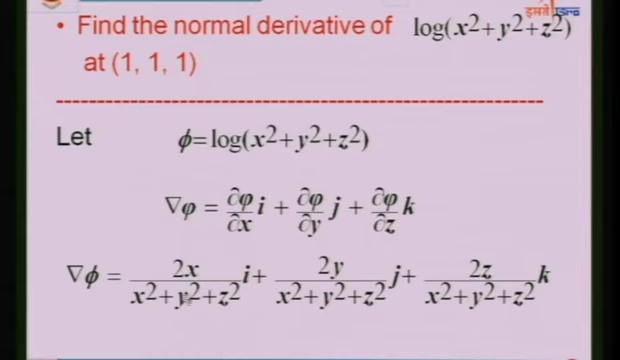 • Find the normal derivative of log(x²+y²+z²)
at (1, 1, 1)
Let φ=log(x²+y²+z²)
∇φ = ∂φ/∂x i + ∂φ/∂y j + ∂φ/∂z k
∇φ = 2x/(x²+y²+z²) i + 2y/(x²+y²+z²) j + 2z/(x²+y²+z²) k